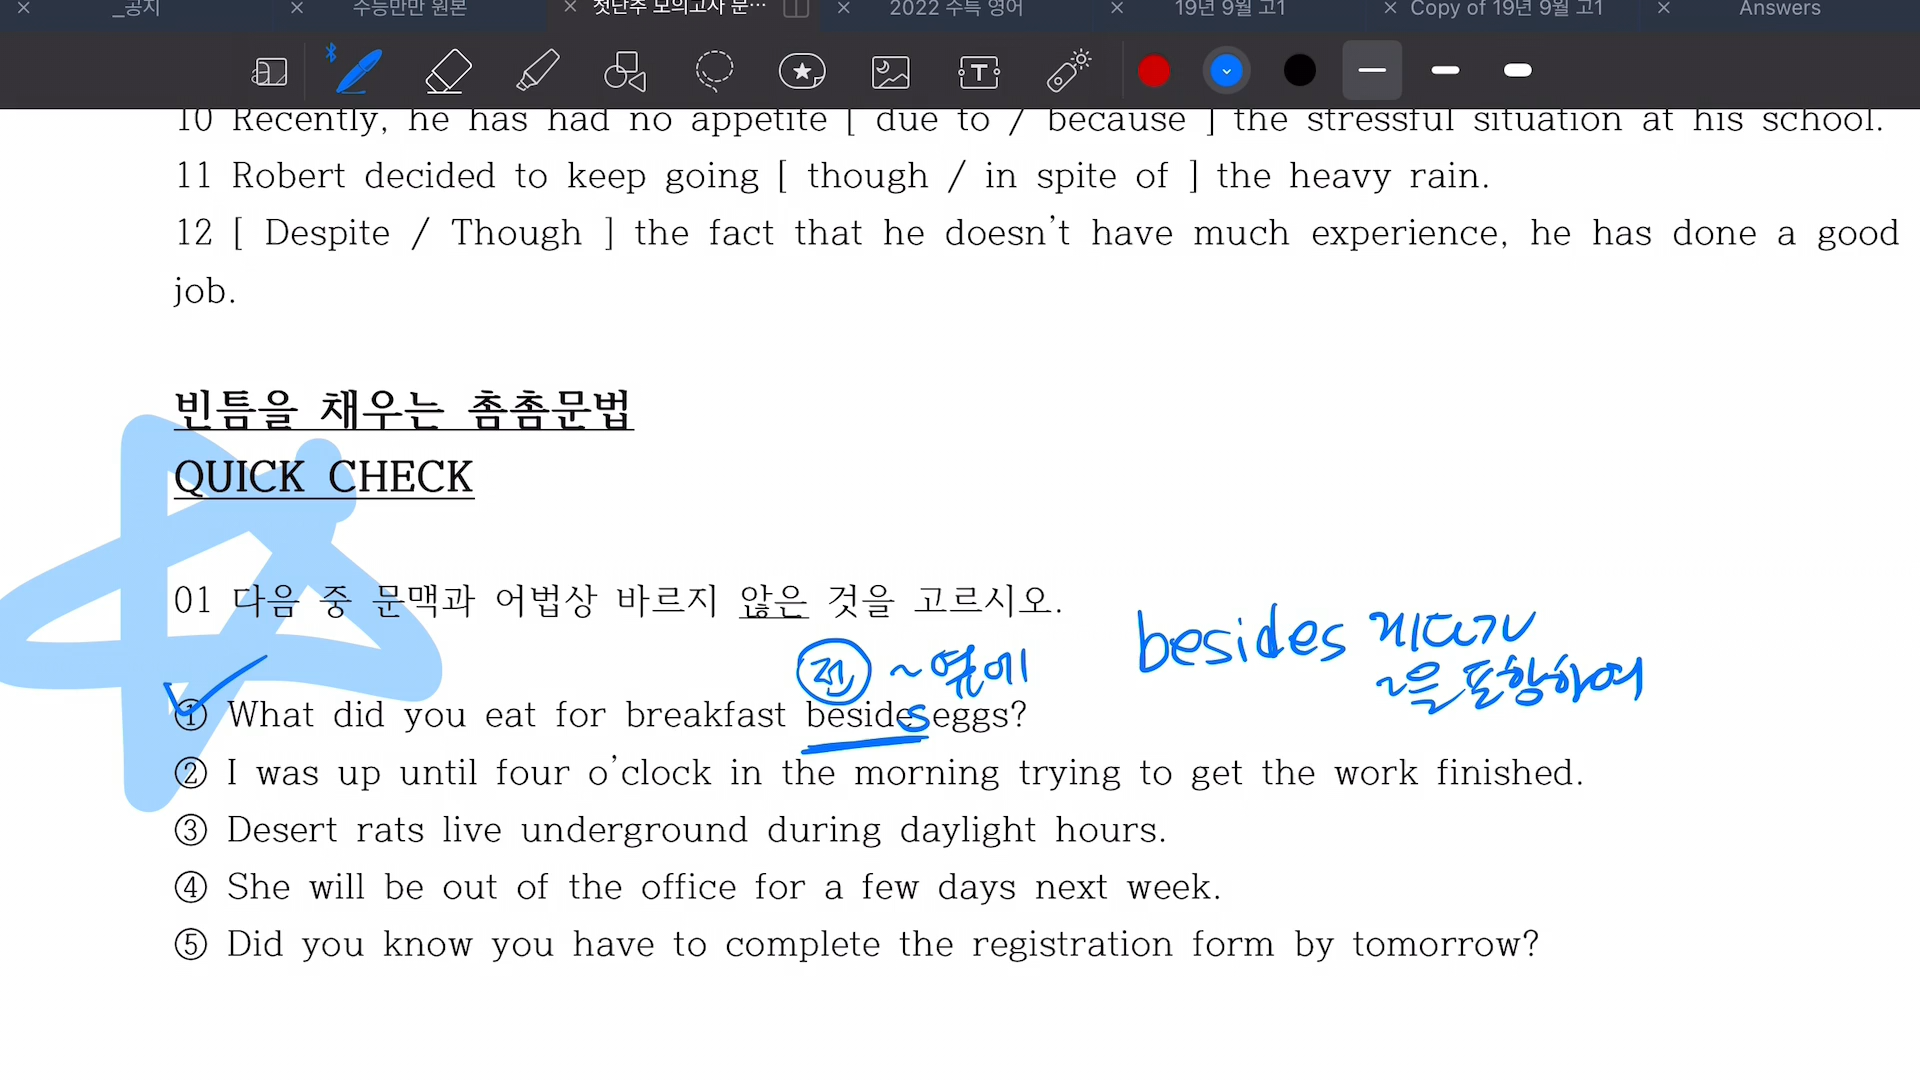 _공지 수능만만 원본 첫단추 모의고사 문… 2022 수특 영어 19년 9월 고1 Copy of 19년 9월 고1 Answers
10 Recently, he has had no appetite [ due to / because ] the stressful situation at his school.
11 Robert decided to keep going [ though / in spite of ] the heavy rain.
12 [ Despite / Though ] the fact that he doesn't have much experience, he has done a good
job.
빈틈을 채우는 촘촘문법
QUICK CHECK
01 다음 중 문맥과 어법상 바르지 않은 것을 고르시오.
besides 게다가
~을 포함하여
전 ~옆에
① What did you eat for breakfast besides eggs?
② I was up until four o'clock in the morning trying to get the work finished.
③ Desert rats live underground during daylight hours.
④ She will be out of the office for a few days next week.
⑤ Did you know you have to complete the registration form by tomorrow?